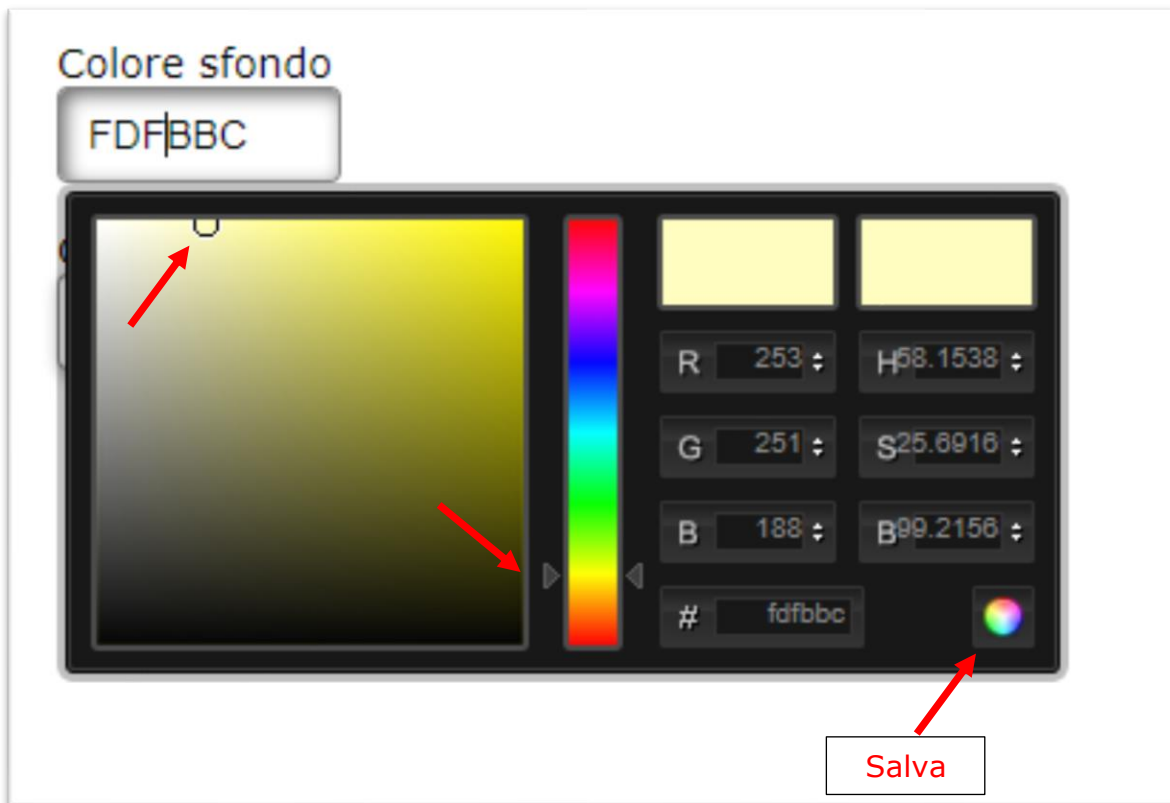 Colore sfondo
FDFBBC
R 253 H 58.1538
G 251 S 25.6916
B 188 B 99.2156
# fdfbbc
Salva